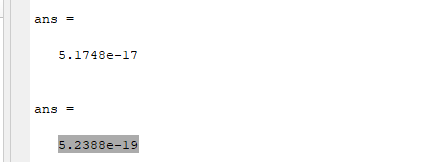 ans =
5.1748e-17
ans =
5.2388e-19